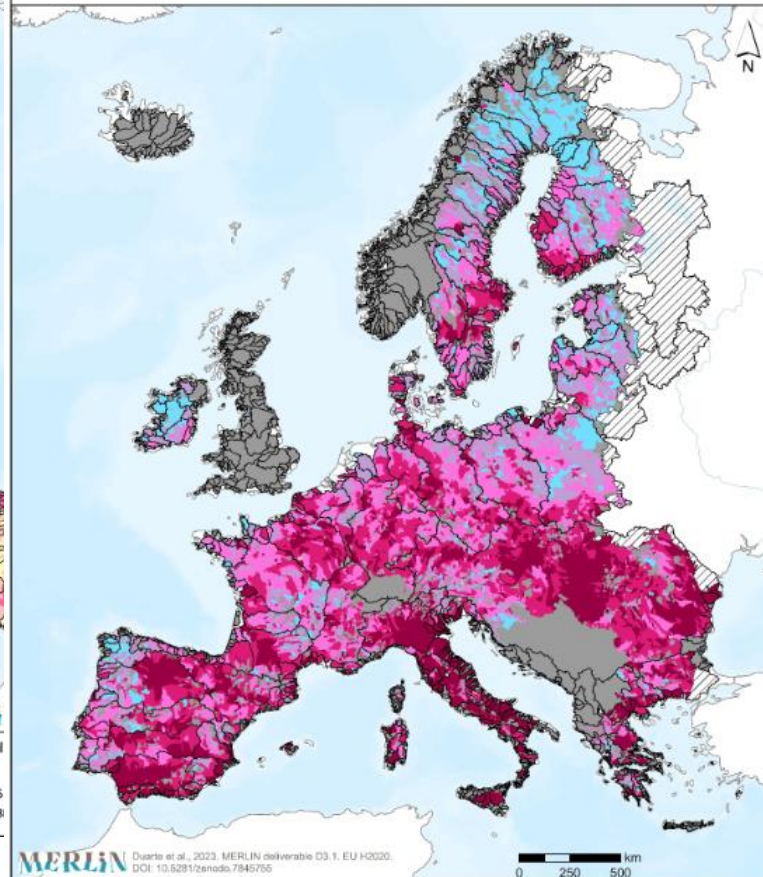 N
MERLIN
Duarte et al., 2023. MERLIN deliverable D3.1. EU H2020.
DOI: 10.5281/zenodo.7845755
km
0 250 500